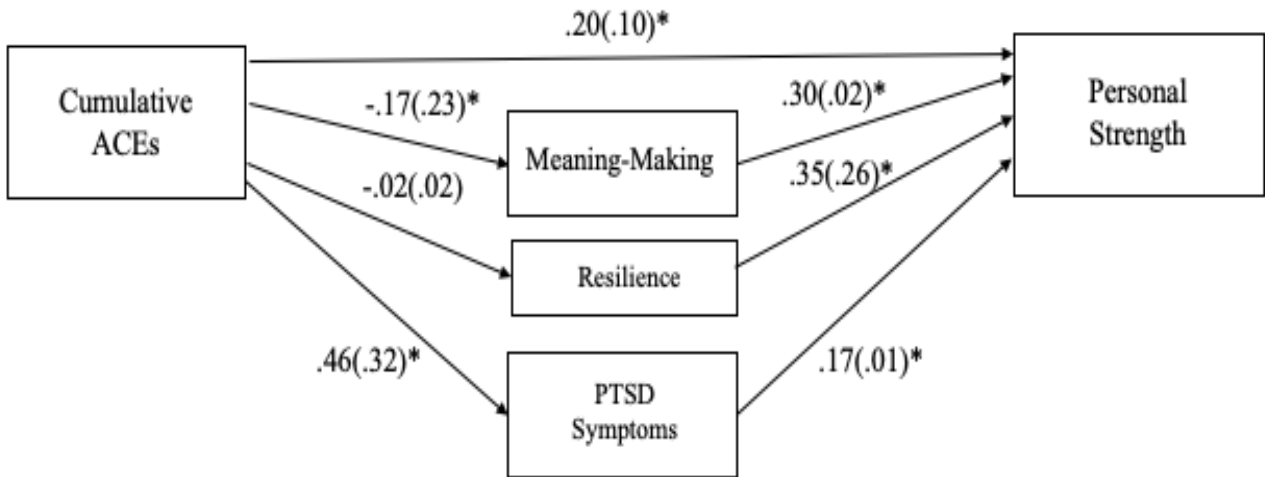 .20(.10)*
Cumulative
ACEs
-.17(.23)*
.30(.02)*
Personal
Strength
Meaning-Making
-.02(.02)
.35(.26)*
Resilience
.46(.32)*
.17(.01)*
PTSD
Symptoms